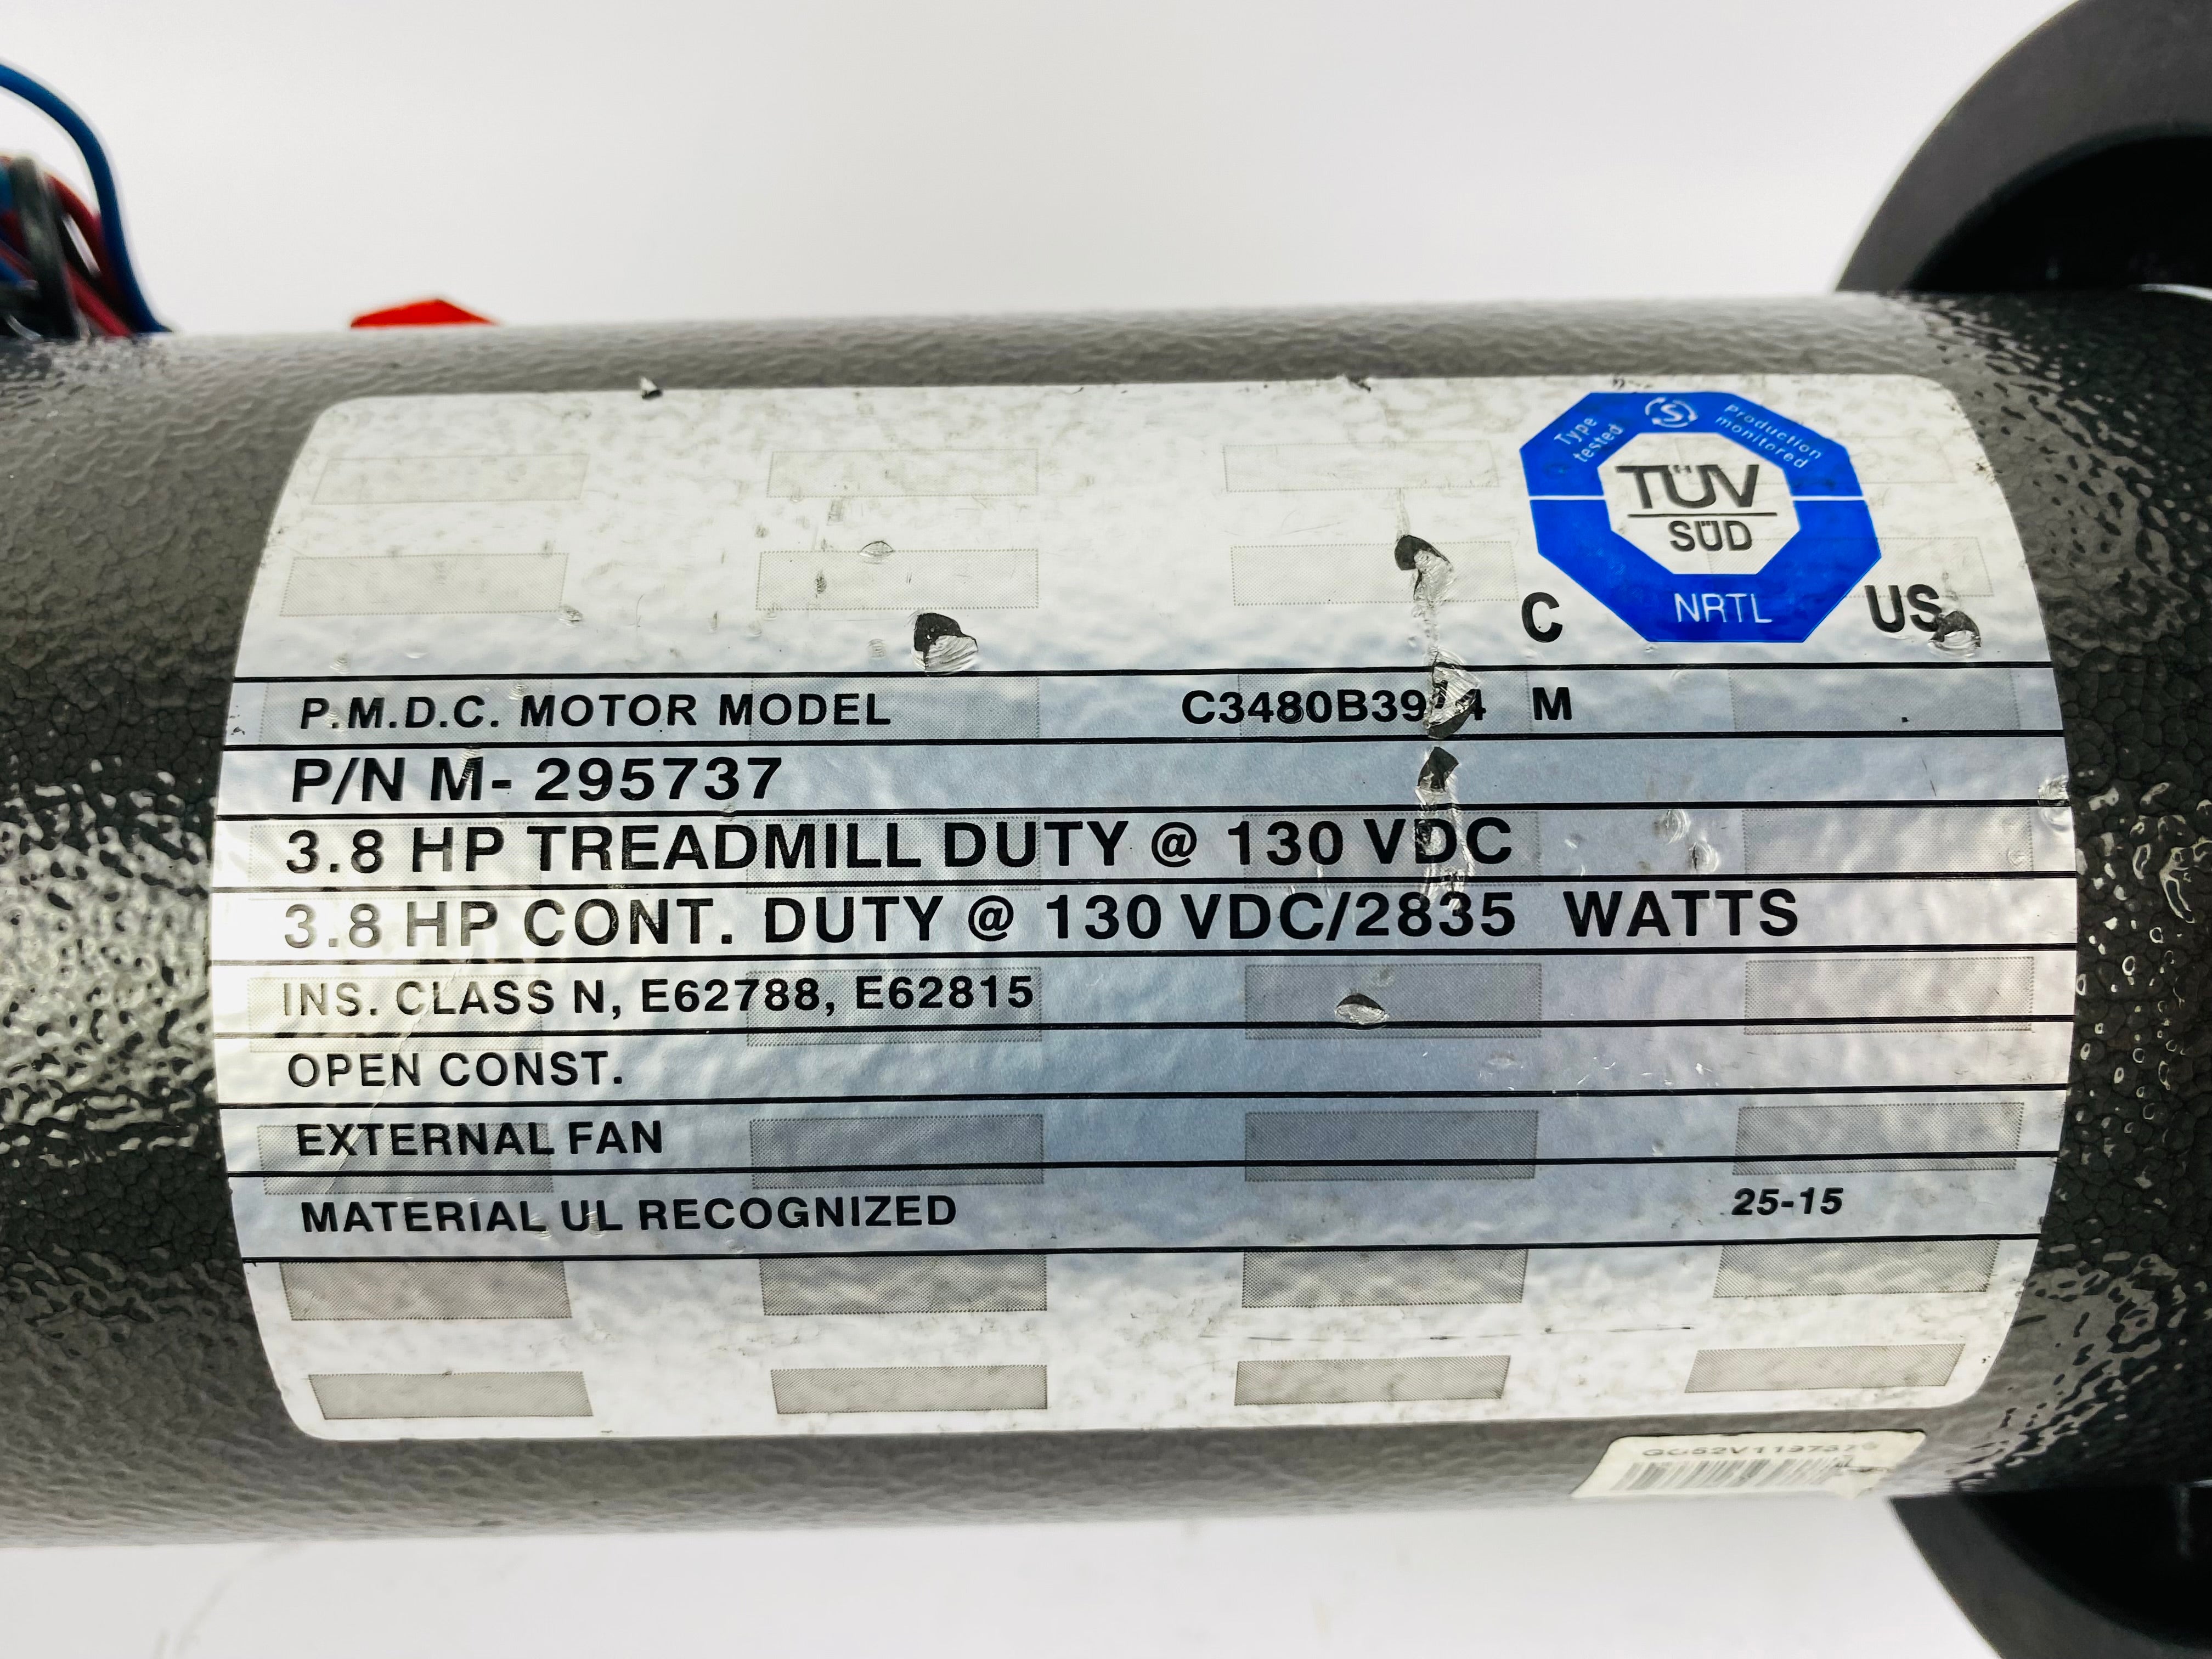 Type tested
Production monitored
TÜV
SÜD
NRTL
C US
P.M.D.C. MOTOR MODEL M
P/N M- 295737
3.8 HP TREADMILL DUTY @ 130 VDC
3.8 HP CONT. DUTY @ 130 VDC/2835 WATTS
INS. CLASS N, E62788, E62815
OPEN CONST.
EXTERNAL FAN
MATERIAL UL RECOGNIZED 25-15